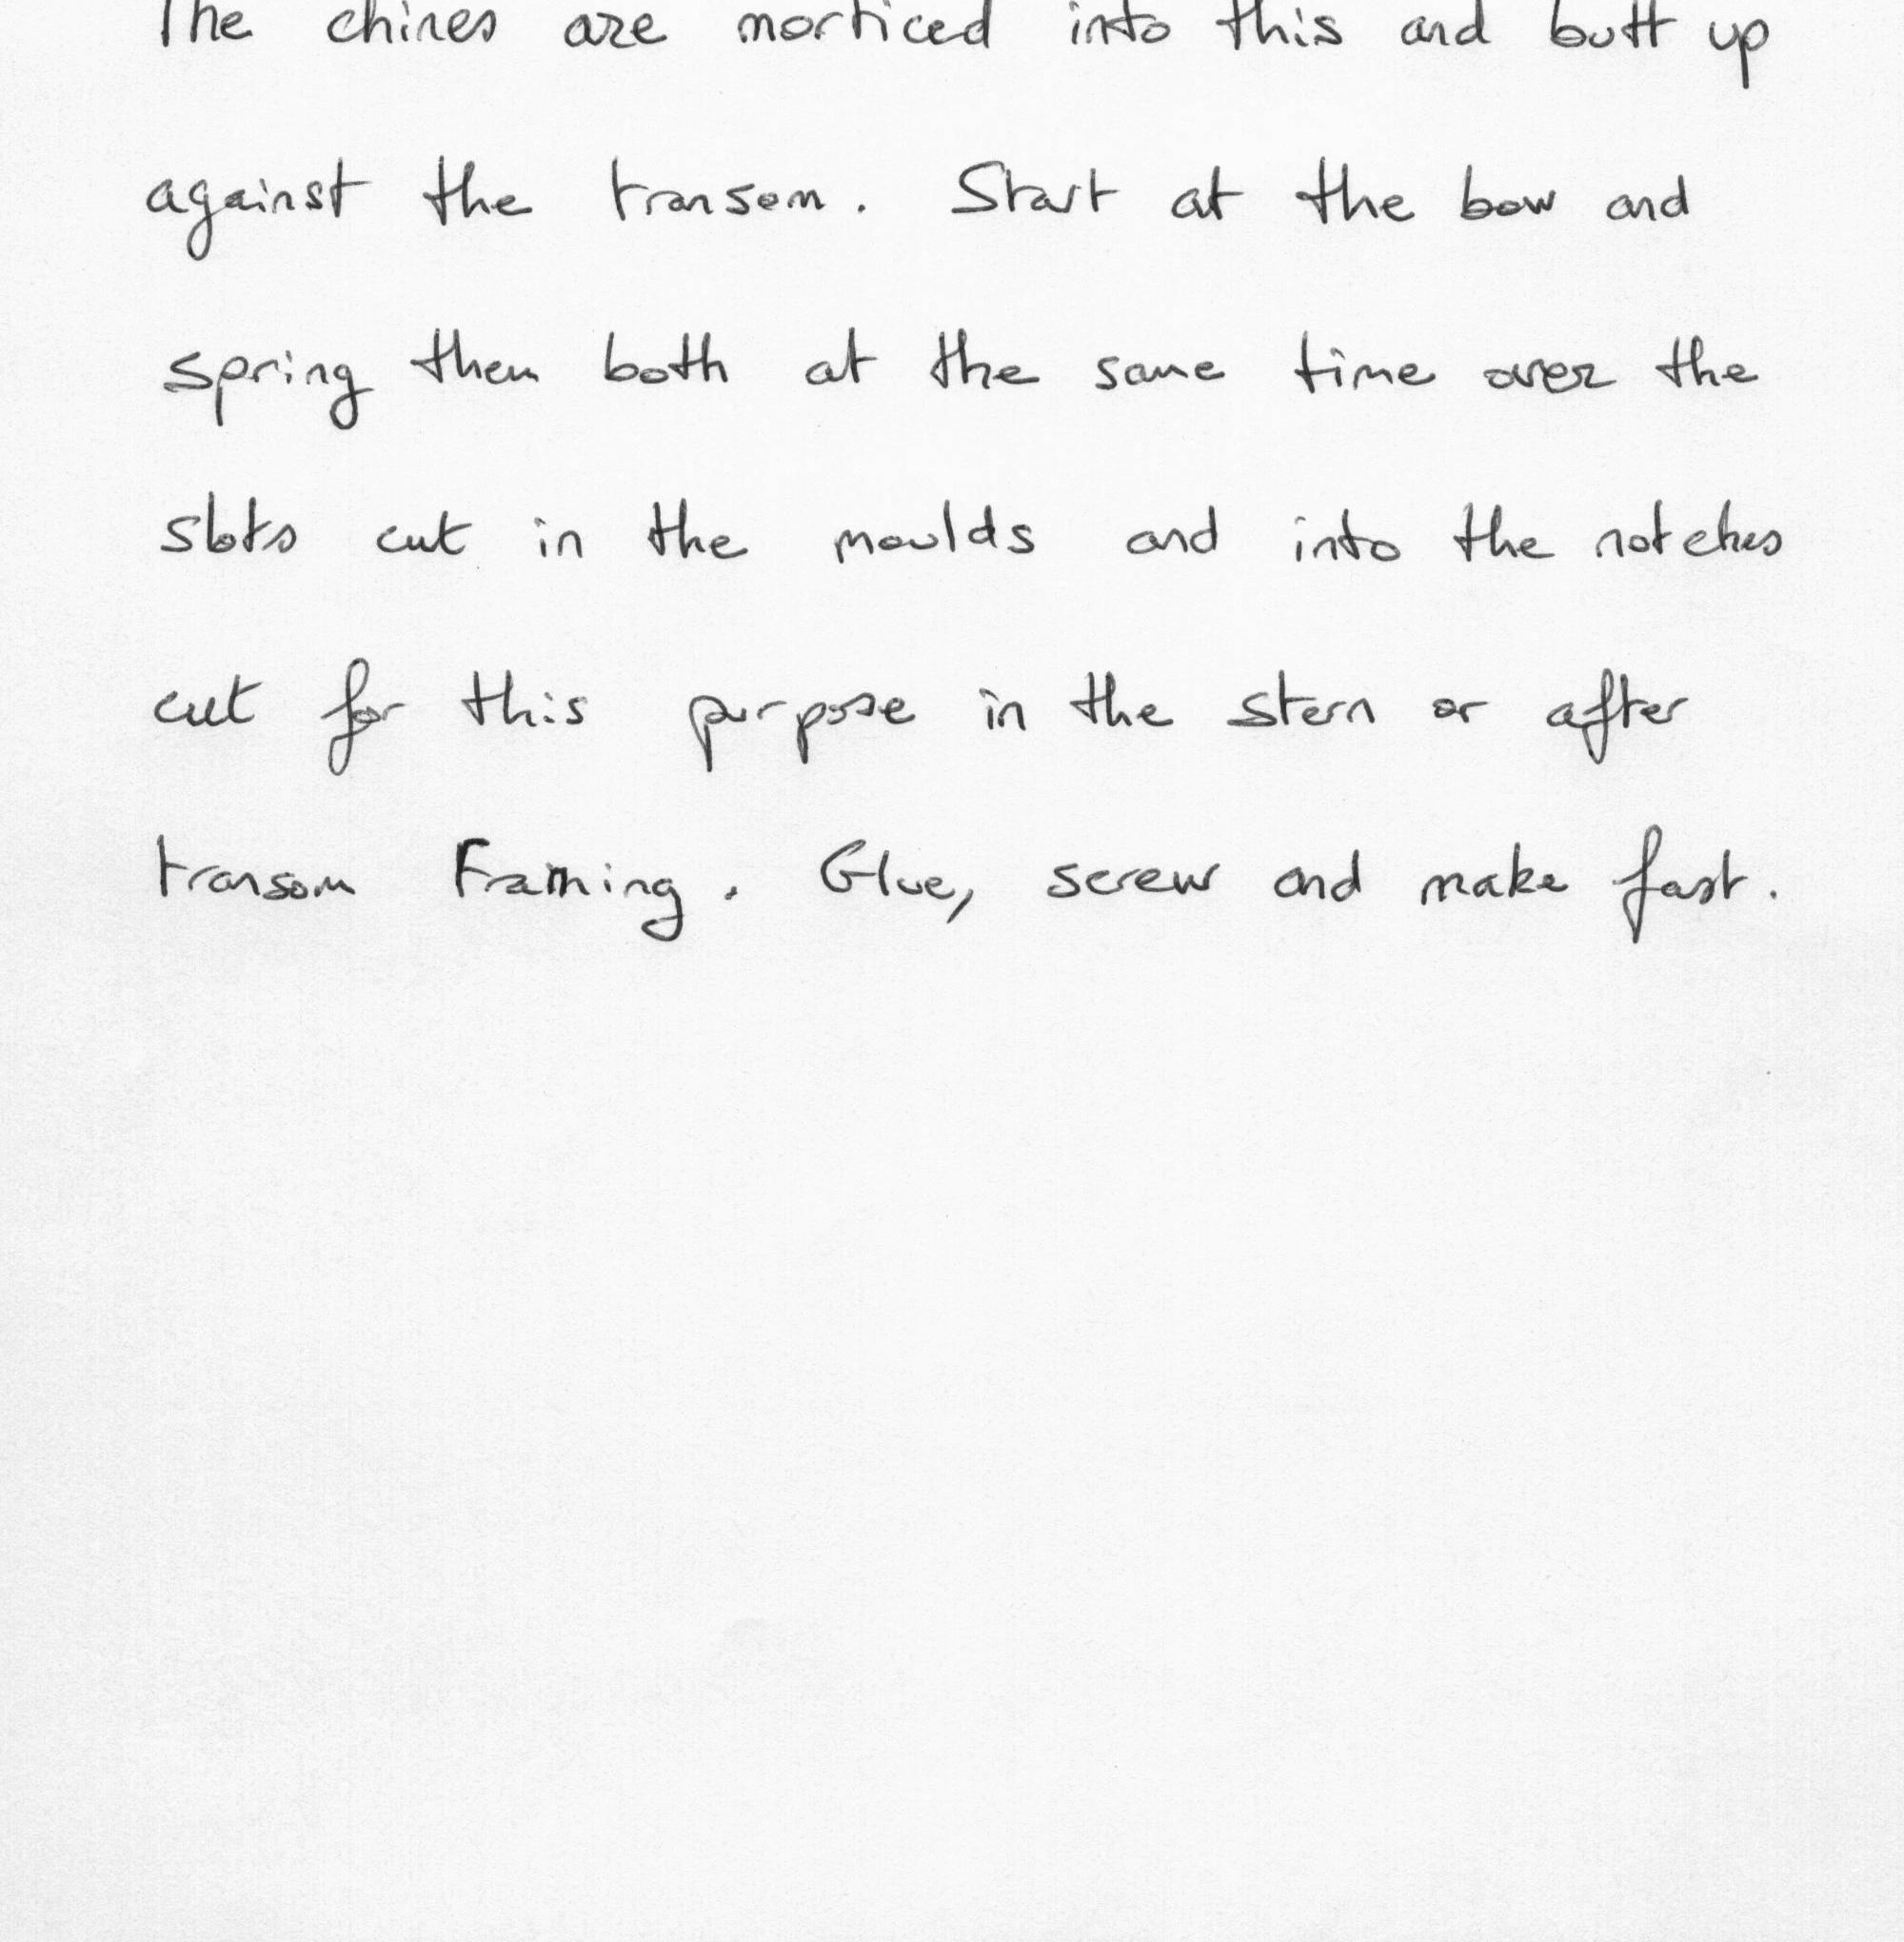 The chines are morticed into this and butt up
against the transom. Start at the bow and
spring them both at the same time over the
slots cut in the moulds and into the notches
cut for this purpose in the stern or after
transom Framing. Glue, screw and make fast.